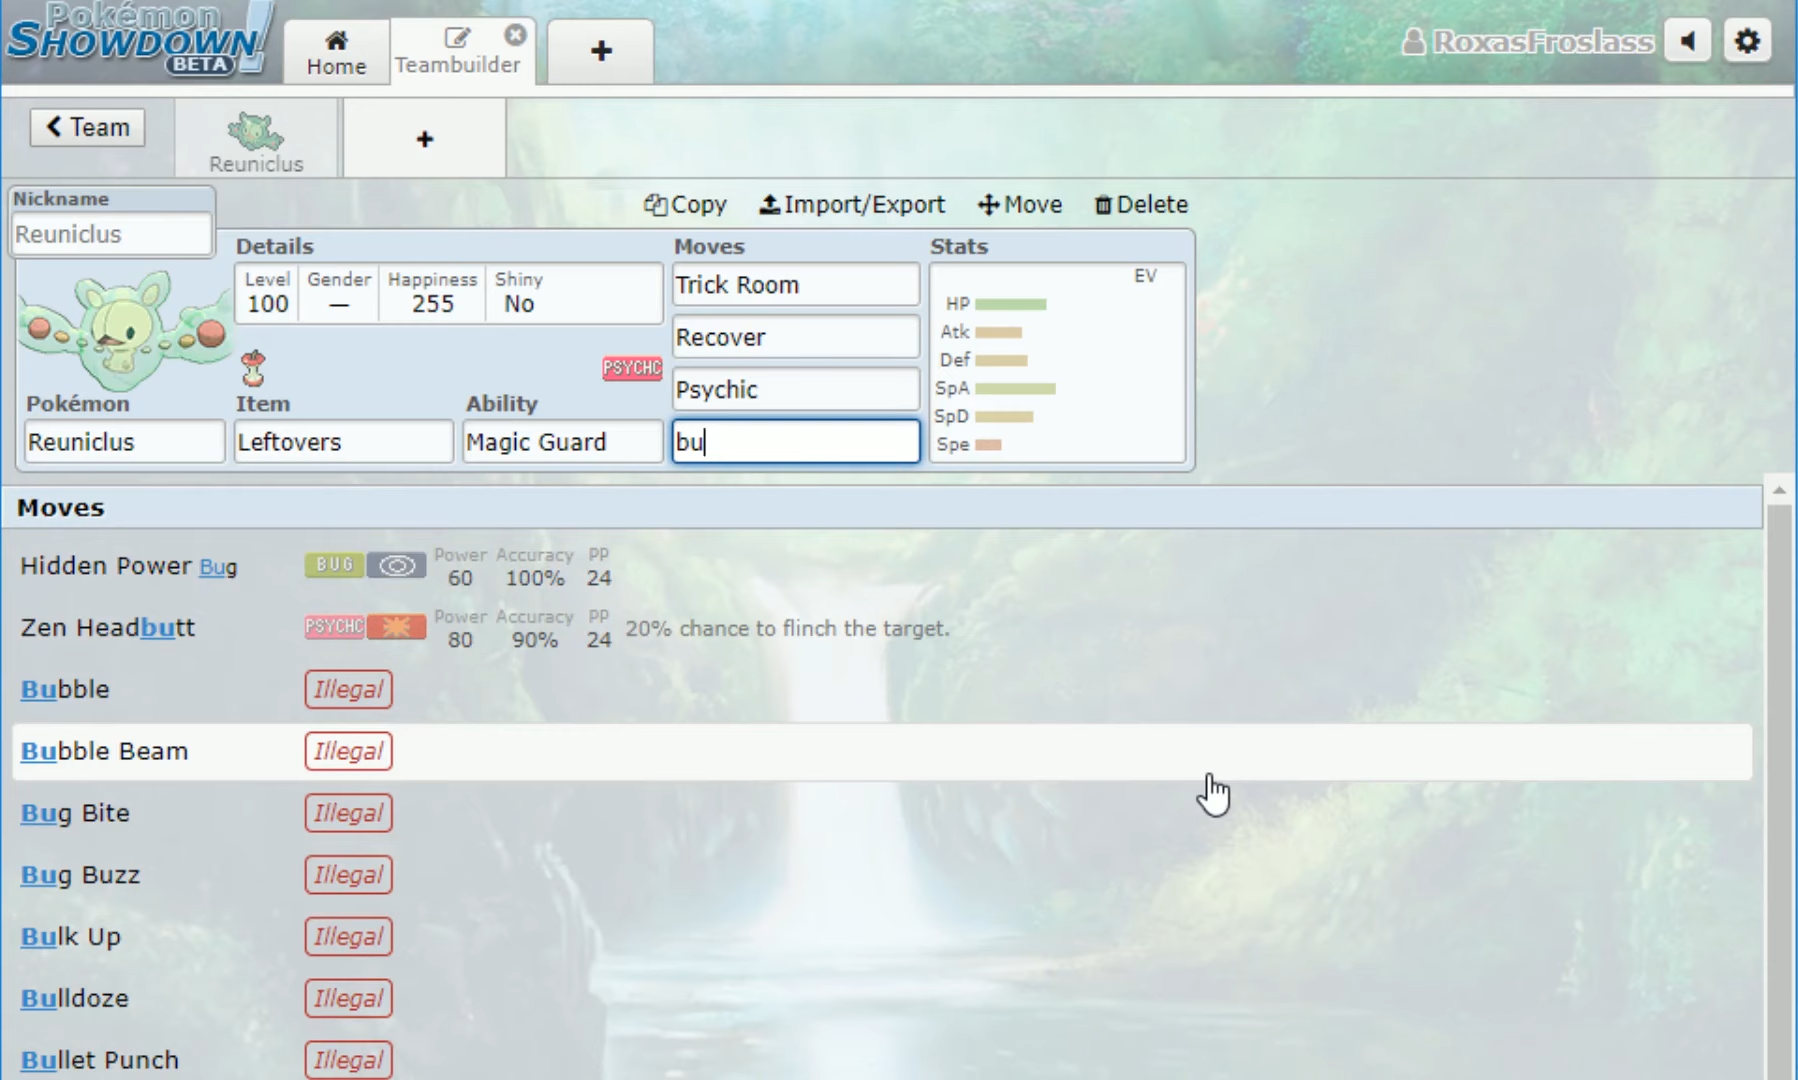 Pokémon
SHOWDOWN!
BETA
Home
Teambuilder
+
RoxasFroslass
Team
Reuniclus
+
Nickname
Reuniclus
Copy Import/Export Move Delete
Details
Level Gender Happiness Shiny
100 — 255 No
PSYCHC
Pokémon Item Ability
Reuniclus Leftovers Magic Guard
Moves
Trick Room
Recover
Psychic
bu
Stats
EV
HP
Atk
Def
SpA
SpD
Spe
Moves
Hidden Power Bug BUG Power 60 Accuracy 100% PP 24
Zen Headbutt PSYCHC Power 80 Accuracy 90% PP 24 20% chance to flinch the target.
Bubble Illegal
Bubble Beam Illegal
Bug Bite Illegal
Bug Buzz Illegal
Bulk Up Illegal
Bulldoze Illegal
Bullet Punch Illegal